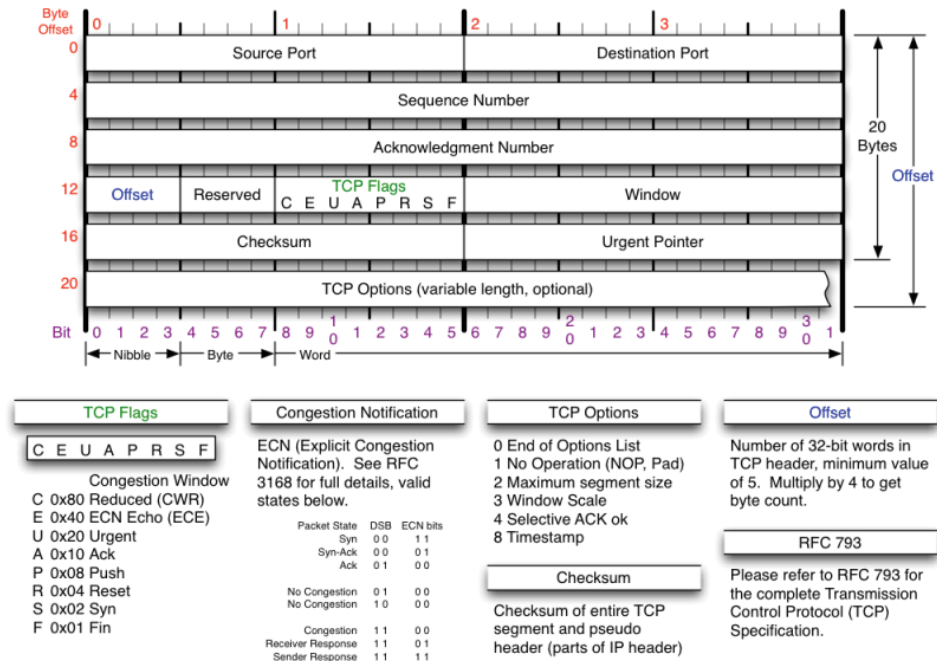 Byte
Offset
0 1 2 3
0 Source Port Destination Port
4 Sequence Number
8 Acknowledgment Number
20
Bytes
Offset
12 Offset Reserved TCP Flags Window
C E U A P R S F
16 Checksum Urgent Pointer
20 TCP Options (variable length, optional)
Bit 0 1 2 3 4 5 6 7 8 9 10 1 2 3 4 5 6 7 8 9 20 1 2 3 4 5 6 7 8 9 30 1
Nibble Byte Word
TCP Flags
C E U A P R S F
Congestion Window
C 0x80 Reduced (CWR)
E 0x40 ECN Echo (ECE)
U 0x20 Urgent
A 0x10 Ack
P 0x08 Push
R 0x04 Reset
S 0x02 Syn
F 0x01 Fin
Congestion Notification
ECN (Explicit Congestion
Notification). See RFC
3168 for full details, valid
states below.
Packet State DSB ECN bits
Syn 0 0 1 1
Syn-Ack 0 0 0 1
Ack 0 1 0 0
No Congestion 0 1 0 0
No Congestion 1 0 0 0
Congestion 1 1 0 0
Receiver Response 1 1 0 1
Sender Response 1 1 1 1
TCP Options
0 End of Options List
1 No Operation (NOP, Pad)
2 Maximum segment size
3 Window Scale
4 Selective ACK ok
8 Timestamp
Checksum
Checksum of entire TCP
segment and pseudo
header (parts of IP header)
Offset
Number of 32-bit words in
TCP header, minimum value
of 5. Multiply by 4 to get
byte count.
RFC 793
Please refer to RFC 793 for
the complete Transmission
Control Protocol (TCP)
Specification.